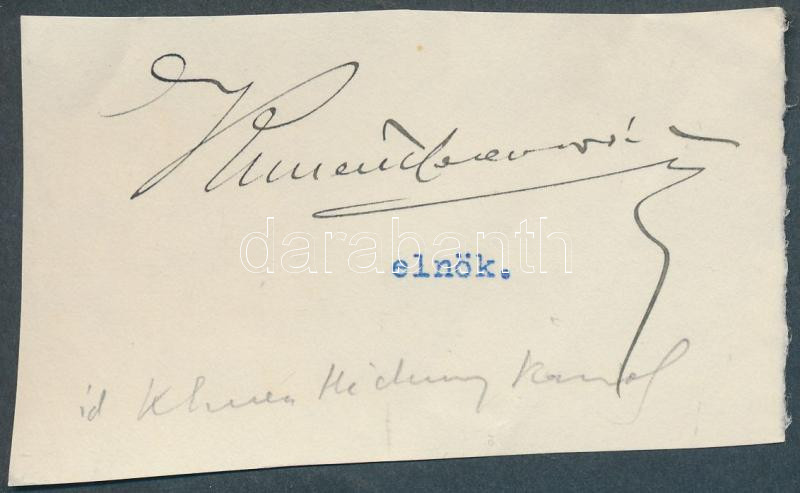 darabanth
elnök.
id Khuen Héderváry Károly